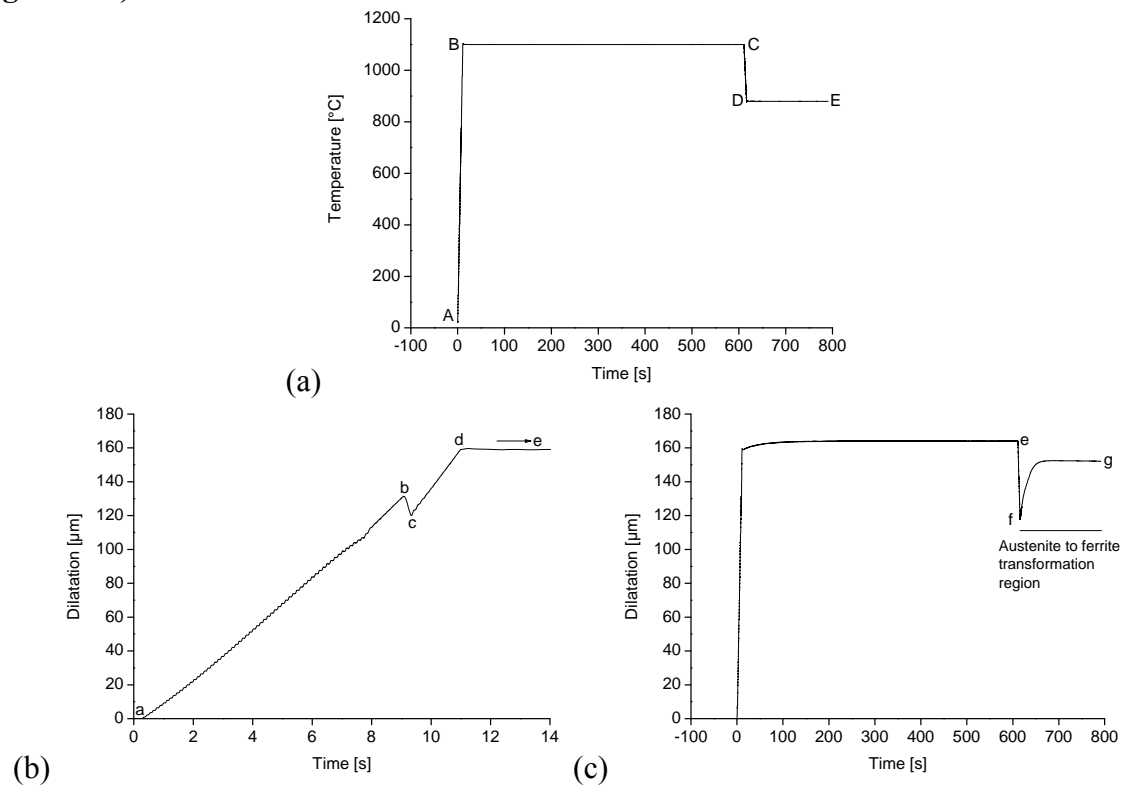 1200
1000
800
600
400
200
0
Temperature [°C]
A
B
C
D
E
-100 0 100 200 300 400 500 600 700 800
Time [s]
(a)
180
160
140
120
100
80
60
40
20
0
Dilatation [µm]
a
b
c
d
e
0 2 4 6 8 10 12 14
Time [s]
(b)
180
160
140
120
100
80
60
40
20
0
Dilatation [µm]
e
f
g
Austenite to ferrite
transformation
region
-100 0 100 200 300 400 500 600 700 800
Time [s]
(c)